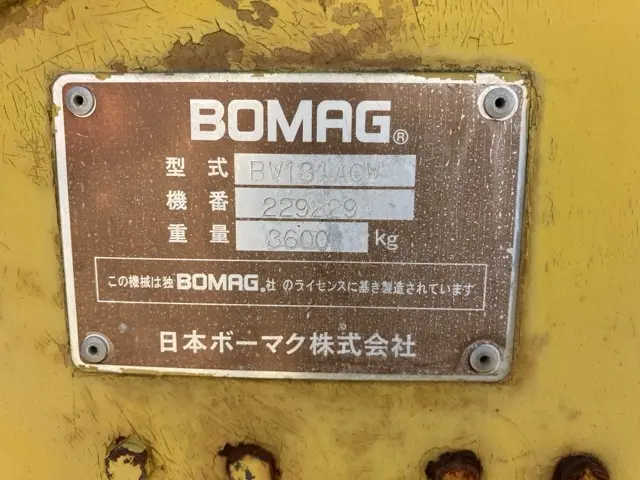 BOMAG®
型式 BW131ACW
機番 229229
重量 3600 kg
この機械は独BOMAG®社 のライセンスに基き製造されています
日本ボーマク株式会社